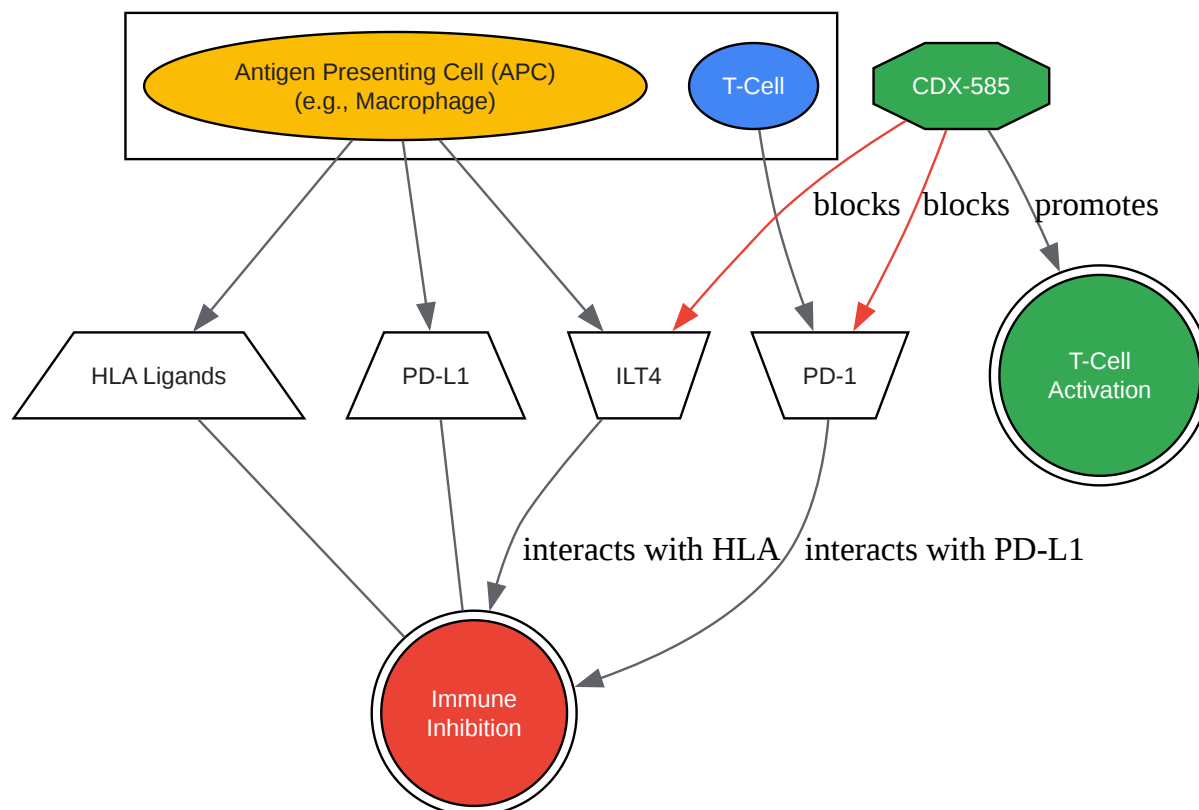 Antigen Presenting Cell (APC)
(e.g., Macrophage)
T-Cell
CDX-585
blocks
blocks
promotes
HLA Ligands
PD-L1
ILT4
PD-1
T-Cell
Activation
interacts with HLA
interacts with PD-L1
Immune
Inhibition